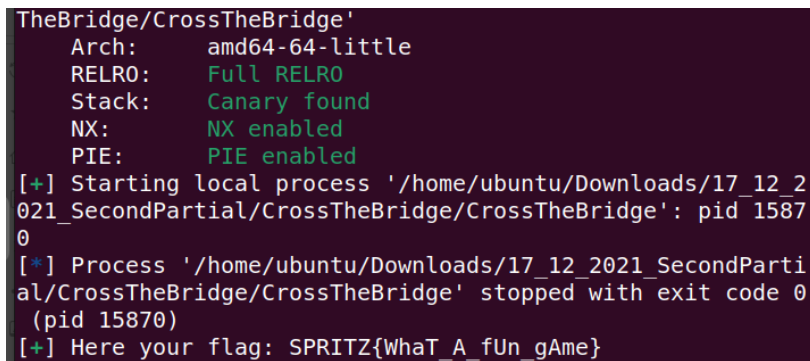 TheBridge/CrossTheBridge'
    Arch:     amd64-64-little
    RELRO:    Full RELRO
    Stack:    Canary found
    NX:       NX enabled
    PIE:      PIE enabled
[+] Starting local process '/home/ubuntu/Downloads/17_12_2
021_SecondPartial/CrossTheBridge/CrossTheBridge': pid 1587
0
[*] Process '/home/ubuntu/Downloads/17_12_2021_SecondParti
al/CrossTheBridge/CrossTheBridge' stopped with exit code 0
 (pid 15870)
[+] Here your flag: SPRITZ{WhaT_A_fUn_gAme}